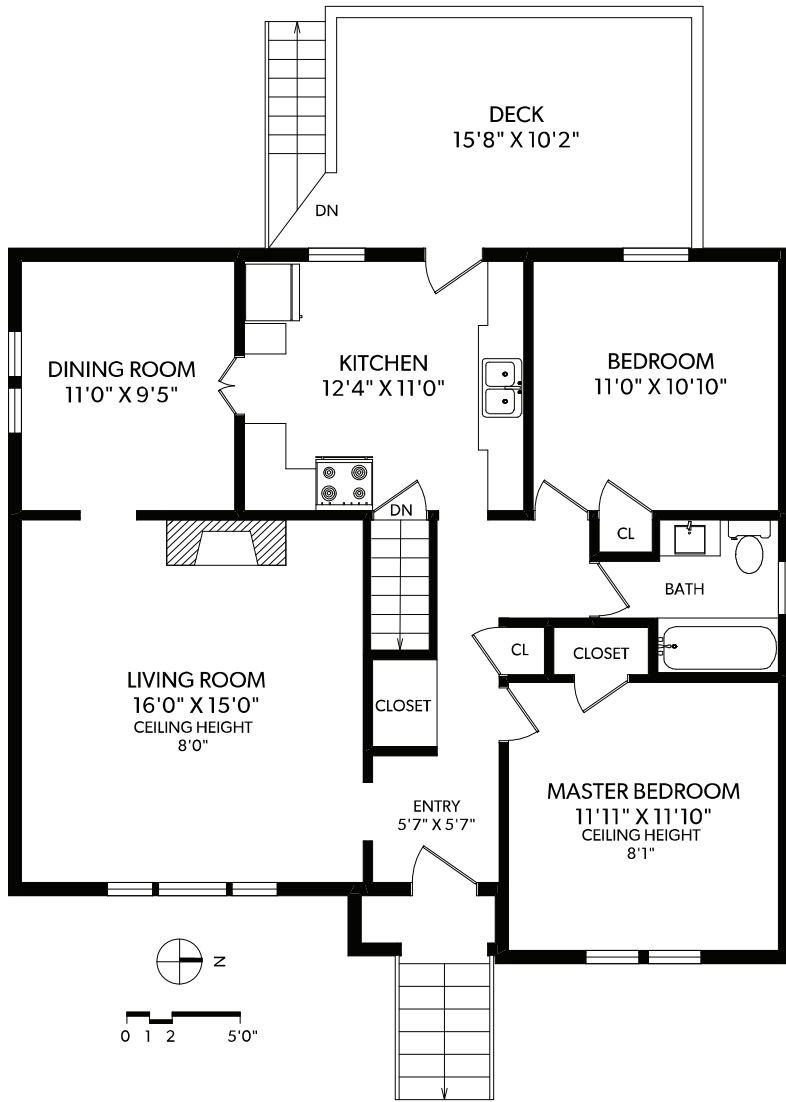 DECK
15'8" X 10'2"
DN
DINING ROOM
11'0" X 9'5"
KITCHEN
12'4" X 11'0"
BEDROOM
11'0" X 10'10"
DN
CL
BATH
CL
CLOSET
LIVING ROOM
16'0" X 15'0"
CEILING HEIGHT
8'0"
CLOSET
ENTRY
5'7" X 5'7"
MASTER BEDROOM
11'11" X 11'10"
CEILING HEIGHT
8'1"
N
0 1 2 5'0"